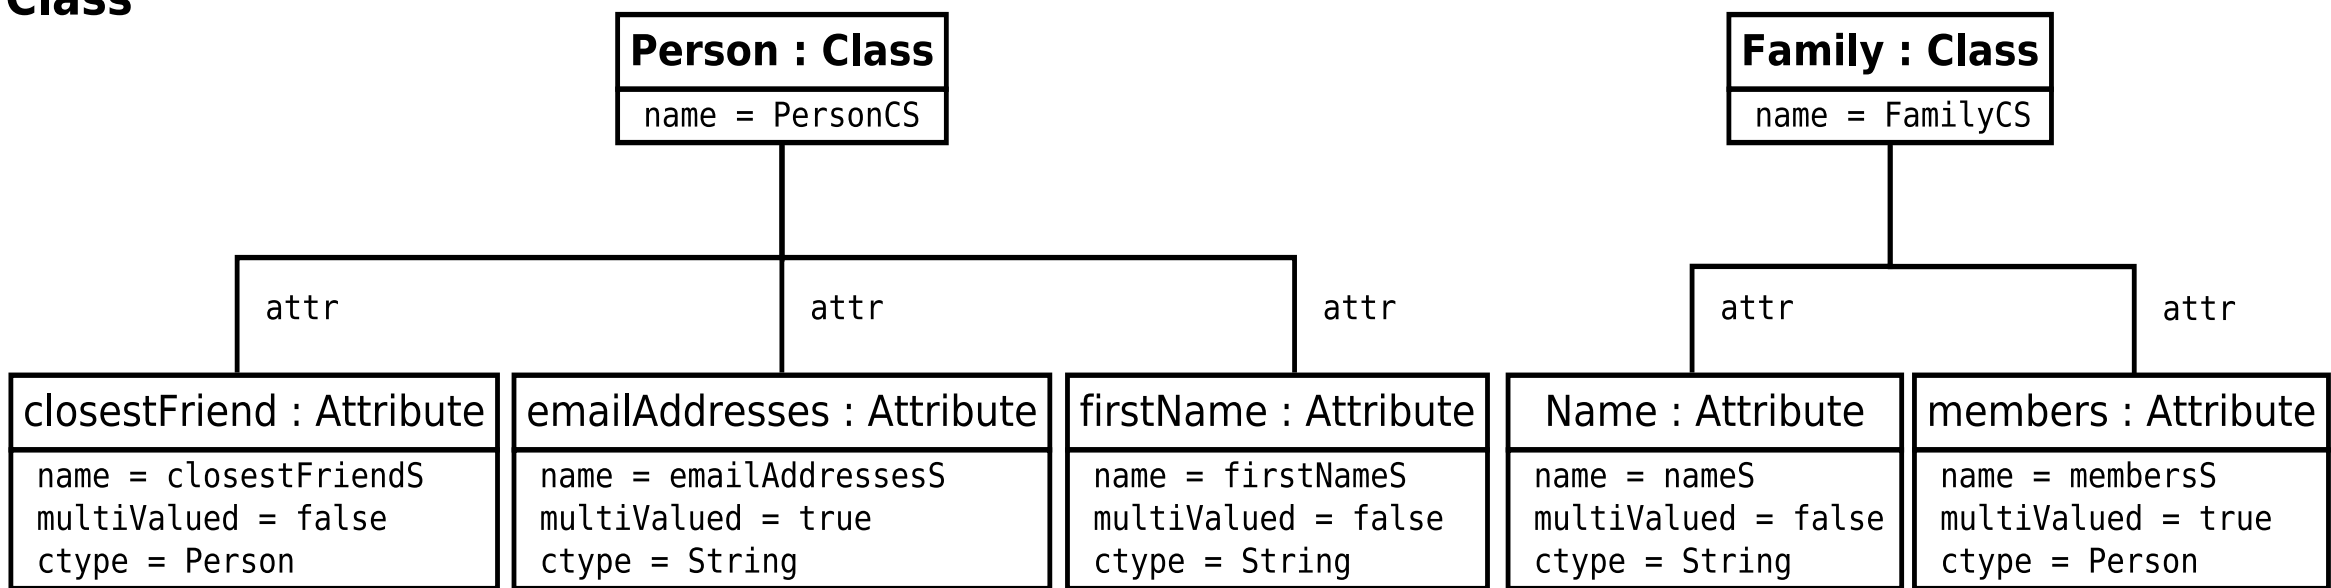 Class
Person : Class
name = PersonCS
Family : Class
name = FamilyCS
attr
attr
attr
attr
attr
closestFriend : Attribute
name = closestFriendS
multiValued = false
ctype = Person
emailAddresses : Attribute
name = emailAddressesS
multiValued = true
ctype = String
firstName : Attribute
name = firstNameS
multiValued = false
ctype = String
Name : Attribute
name = nameS
multiValued = false
ctype = String
members : Attribute
name = membersS
multiValued = true
ctype = Person